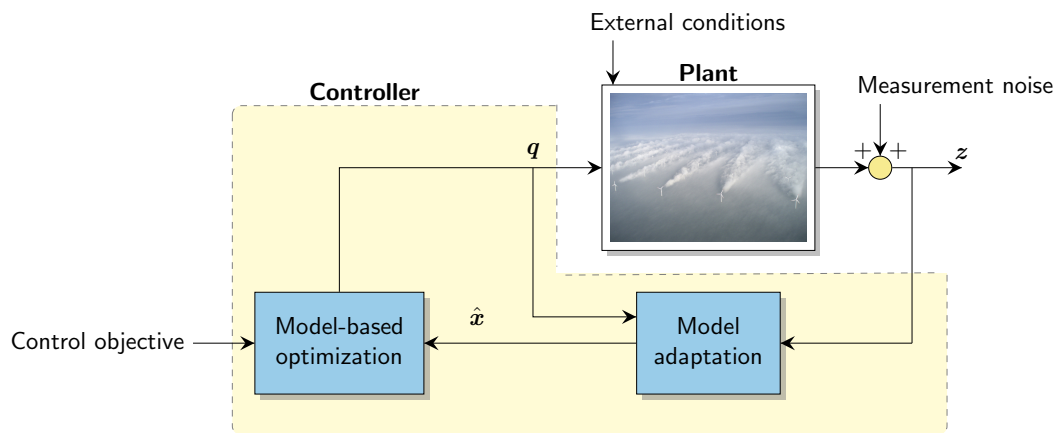 External conditions
Plant
Controller
Measurement noise
q
+ +
z
x̂
Model-based
optimization
Model
adaptation
Control objective